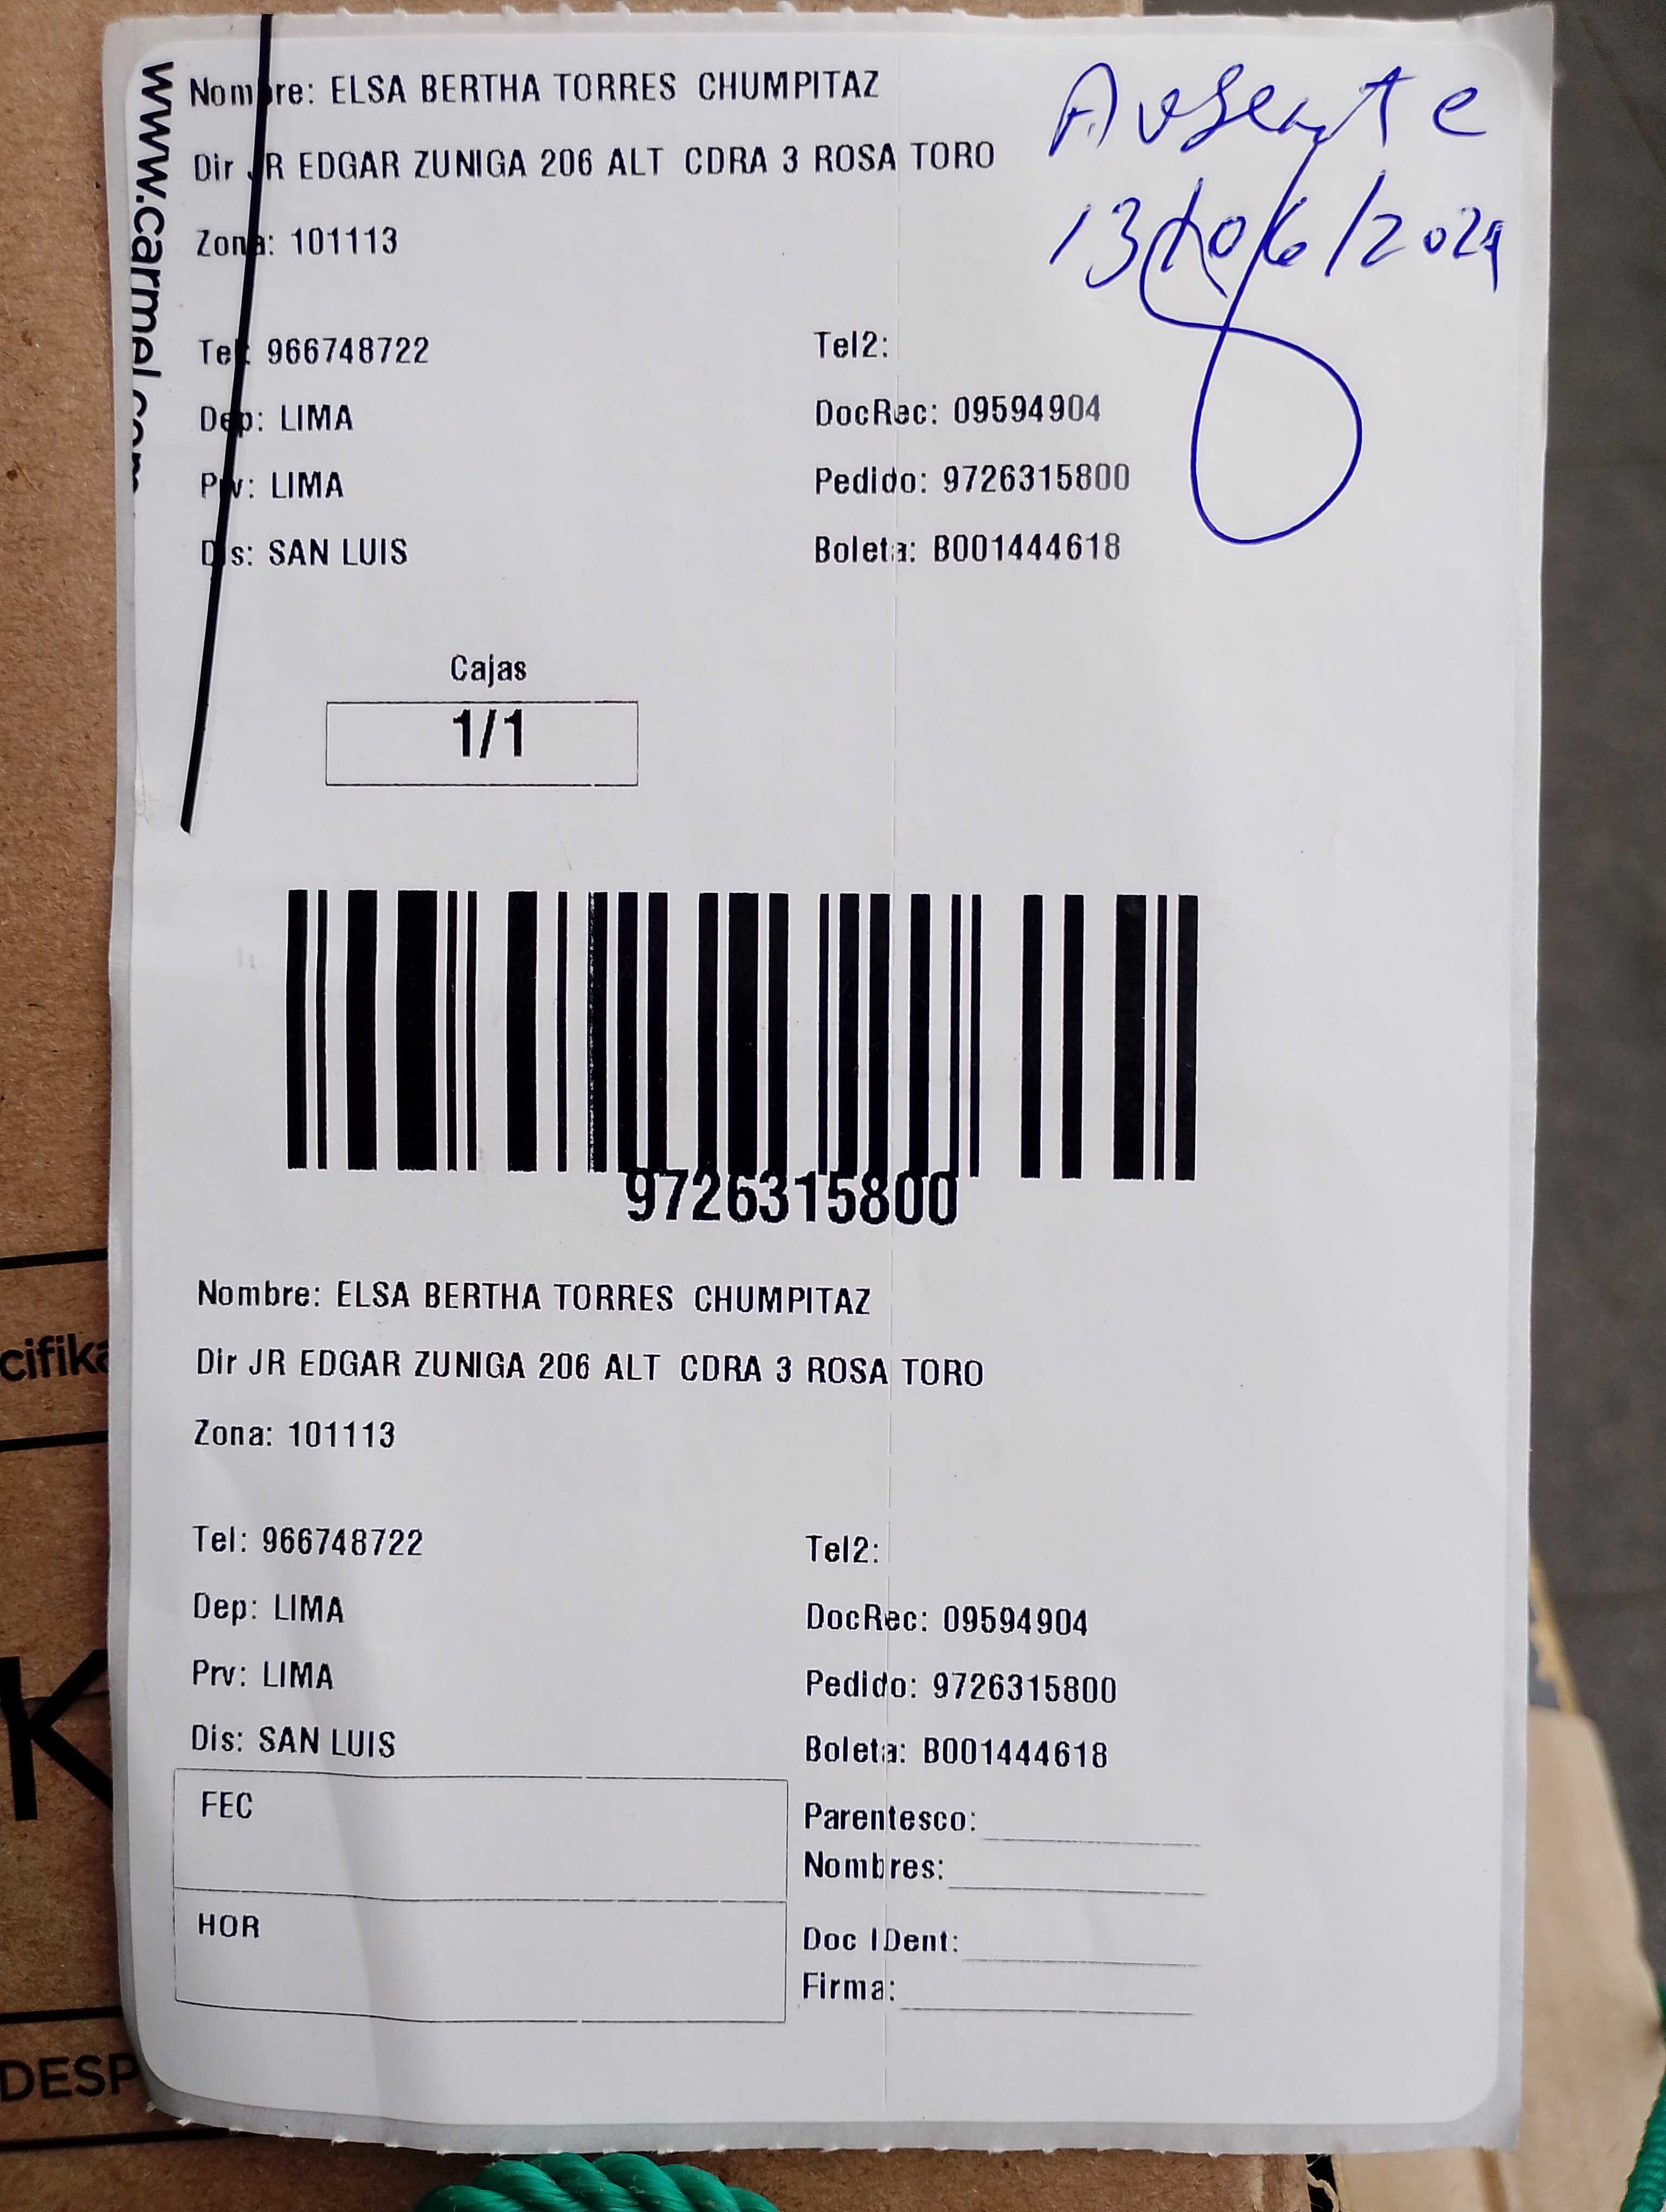 www.carmel.com
Nombre: ELSA BERTHA TORRES CHUMPITAZ
Dir JR EDGAR ZUNIGA 206 ALT CDRA 3 ROSA TORO
Zona: 101113
Ausente
13/06/2024
Tel: 966748722 Tel2:
Dep: LIMA DocRec: 09594904
Prv: LIMA Pedido: 9726315800
Dis: SAN LUIS Boleta: B001444618
Cajas
1/1
9726315800
Nombre: ELSA BERTHA TORRES CHUMPITAZ
Dir JR EDGAR ZUNIGA 206 ALT CDRA 3 ROSA TORO
Zona: 101113
Tel: 966748722 Tel2:
Dep: LIMA DocRec: 09594904
Prv: LIMA Pedido: 9726315800
Dis: SAN LUIS Boleta: B001444618
FEC
Parentesco:
Nombres:
HOR
Doc IDent:
Firma:
cifika
K
DESP